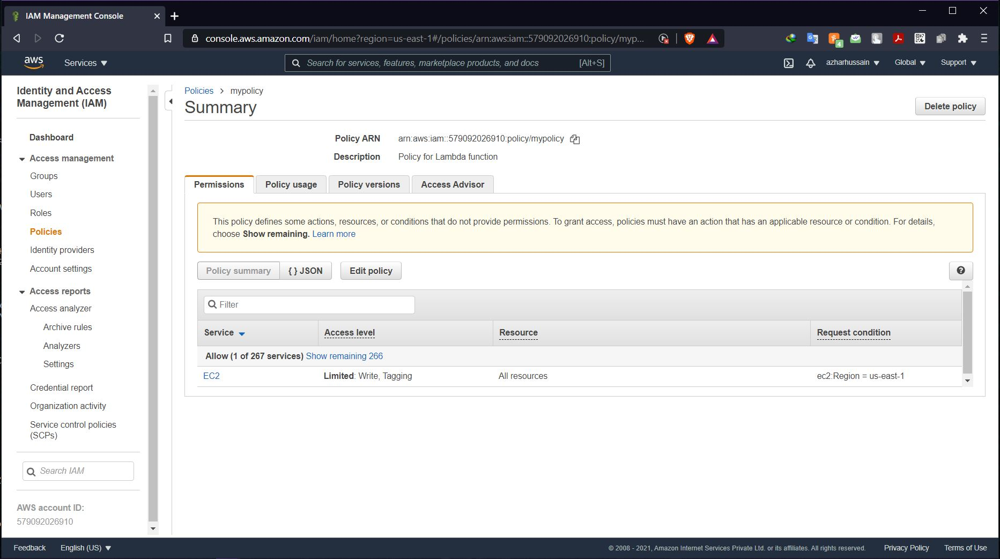 IAM Management Console
console.aws.amazon.com/iam/home?region=us-east-1#/policies/arn:aws:iam::579092026910:policy/myp...
4
aws
Services
Search for services, features, marketplace products, and docs [Alt+S]
azharhussain
Global
Support
Identity and Access
Management (IAM)
Dashboard
Access management
Groups
Users
Roles
Policies
Identity providers
Account settings
Access reports
Access analyzer
Archive rules
Analyzers
Settings
Credential report
Organization activity
Service control policies
(SCPs)
Search IAM
AWS account ID:
579092026910
Policies > mypolicy
Summary
Delete policy
Policy ARN arn:aws:iam::579092026910:policy/mypolicy
Description Policy for Lambda function
Permissions Policy usage Policy versions Access Advisor
This policy defines some actions, resources, or conditions that do not provide permissions. To grant access, policies must have an action that has an applicable resource or condition. For details,
choose Show remaining. Learn more
Policy summary { } JSON Edit policy
Filter
Service Access level Resource Request condition
Allow (1 of 267 services) Show remaining 266
EC2 Limited: Write, Tagging All resources ec2:Region = us-east-1
Feedback English (US)
© 2008 - 2021, Amazon Internet Services Private Ltd. or its affiliates. All rights reserved. Privacy Policy Terms of Use